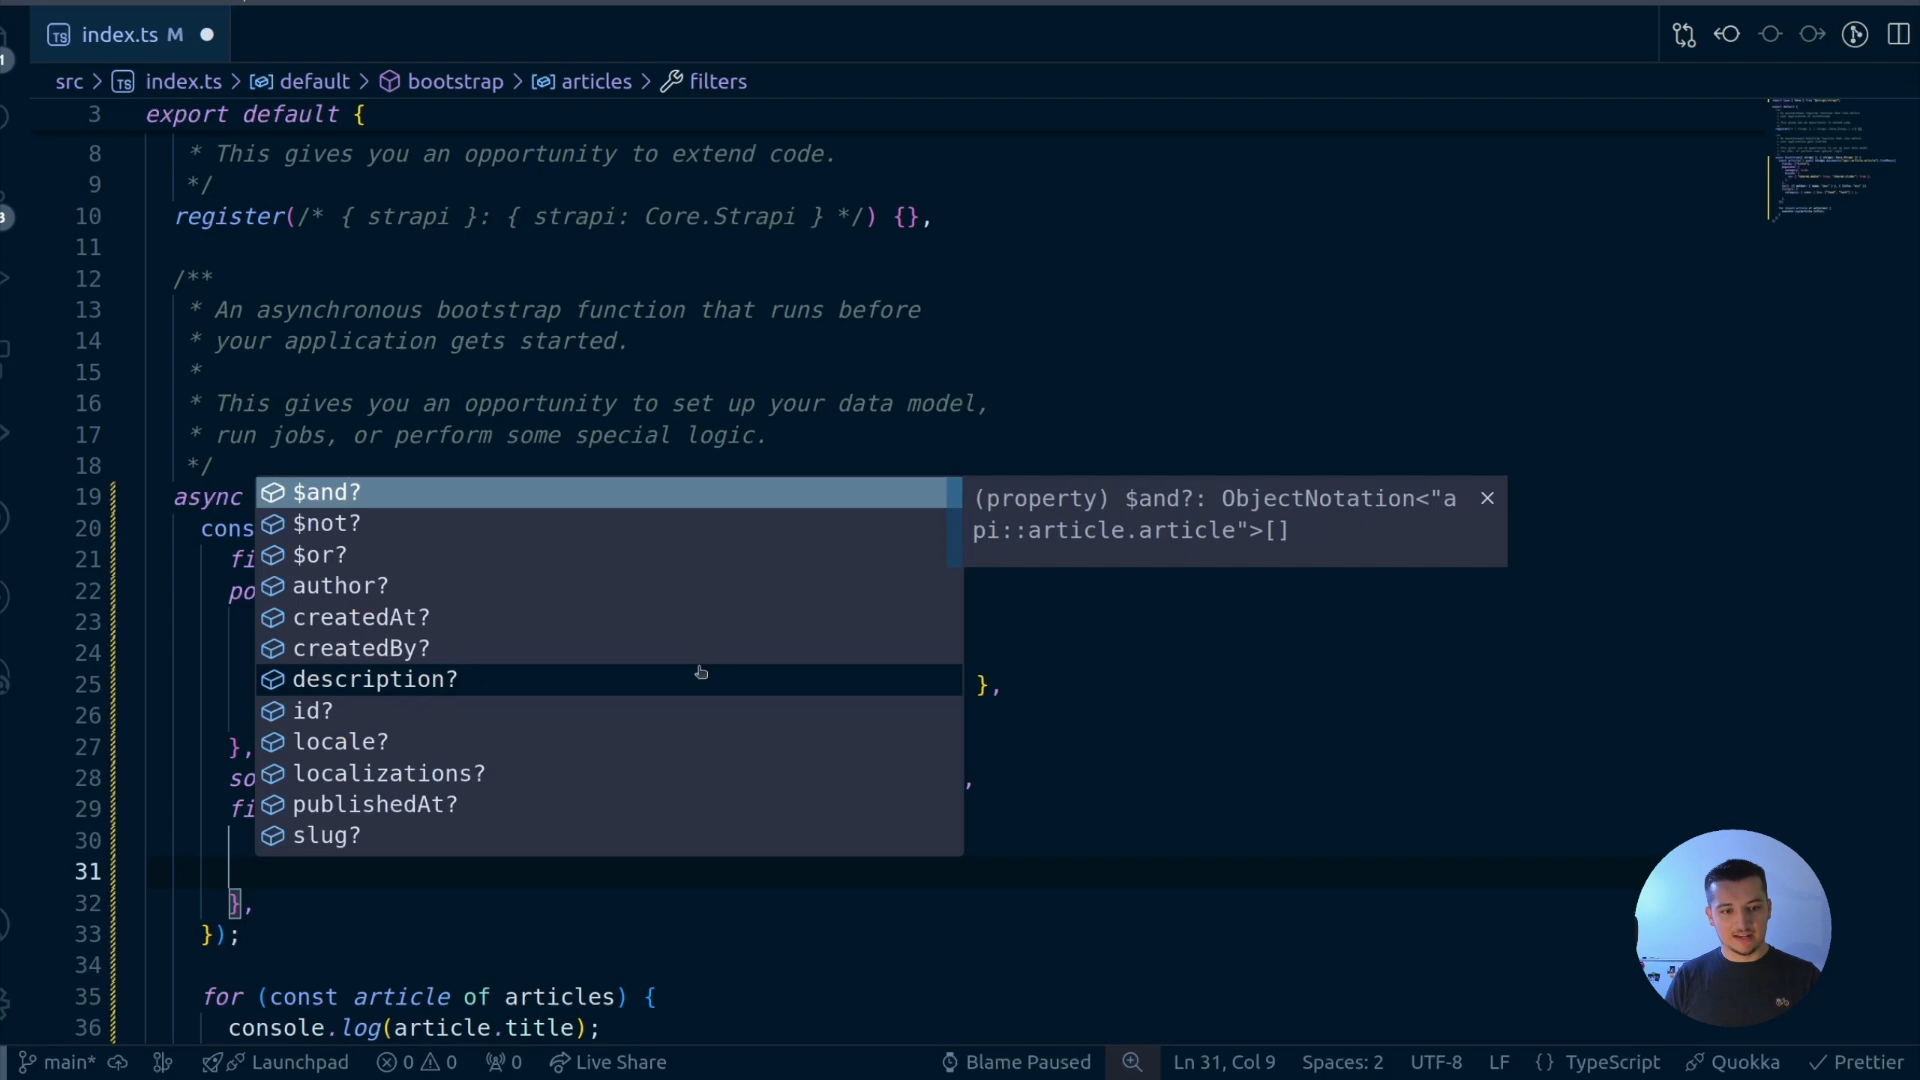 TS index.ts M
src > TS index.ts > default > bootstrap > articles > filters
3 export default {
8 * This gives you an opportunity to extend code.
9 */
10 register(/* { strapi }: { strapi: Core.Strapi } */) {},
11
12 /**
13 * An asynchronous bootstrap function that runs before
14 * your application gets started.
15 *
16 * This gives you an opportunity to set up your data model,
17 * run jobs, or perform some special logic.
18 */
19 async
20 cons
21 fi
22 po
23
24
25 },
26
27 },
28 so ,
29 fi
30
31
32 },
33 });
34
35 for (const article of articles) {
36 console.log(article.title);
$and?
$not?
$or?
author?
createdAt?
createdBy?
description?
id?
locale?
localizations?
publishedAt?
slug?
(property) $and?: ObjectNotation<"a
pi::article.article">[]
main* Launchpad 0 0 0 Live Share Blame Paused Ln 31, Col 9 Spaces: 2 UTF-8 LF {} TypeScript Quokka Prettier